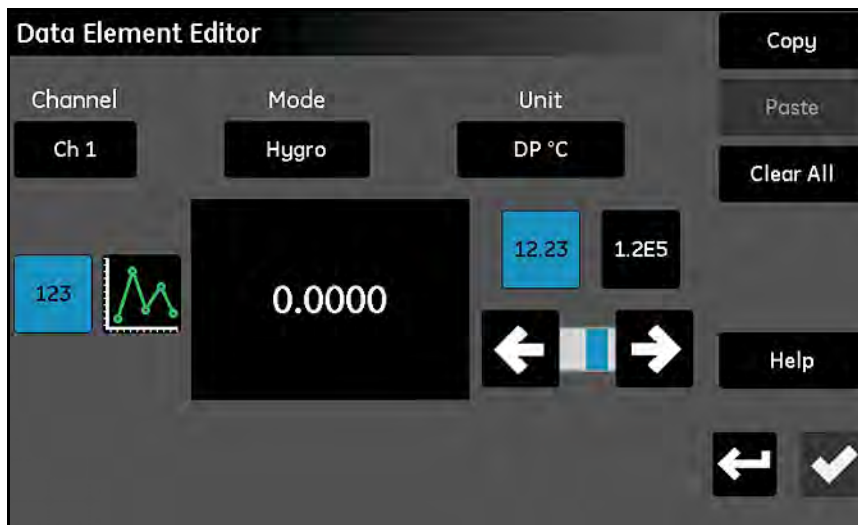 Data Element Editor
Copy
Channel
Mode
Unit
Paste
Ch 1
Hygro
DP °C
Clear All
12.23
1.2E5
123
0.0000
Help